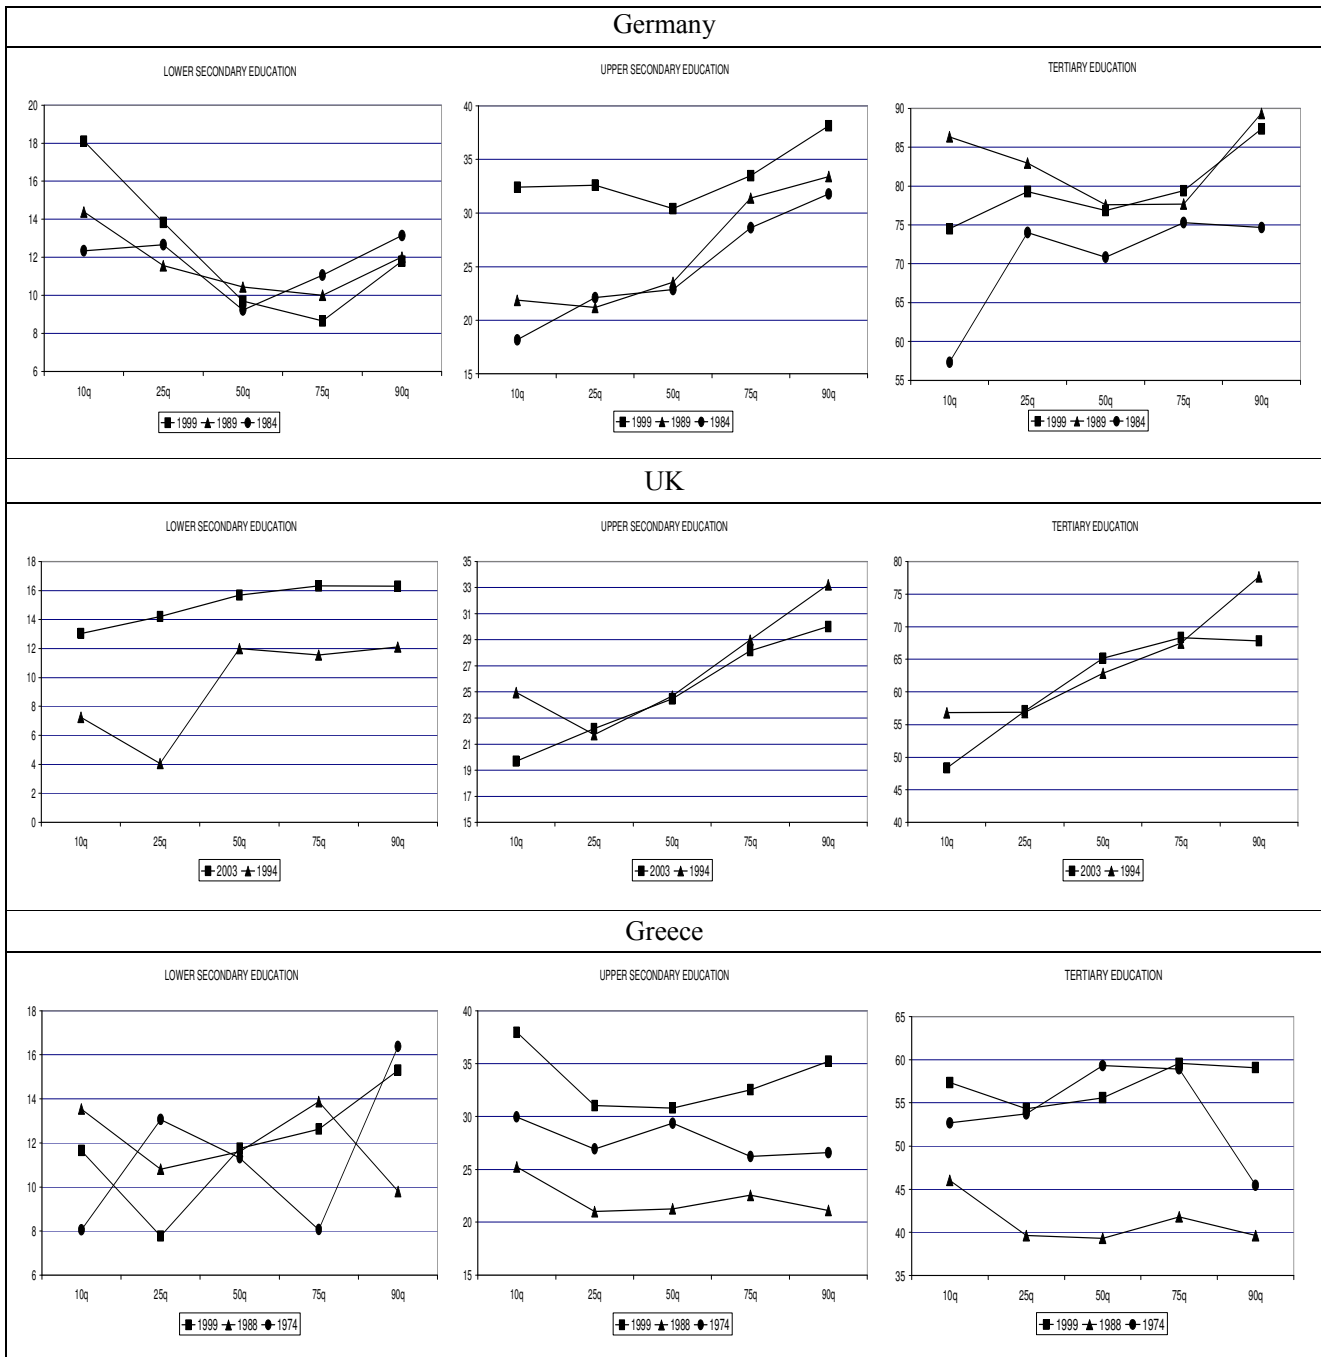 Germany
LOWER SECONDARY EDUCATION
20
18
16
14
12
10
8
6
10q 25q 50q 75q 90q
1999 1989 1984
UPPER SECONDARY EDUCATION
40
35
30
25
20
15
10q 25q 50q 75q 90q
1999 1989 1984
TERTIARY EDUCATION
90
85
80
75
70
65
60
55
10q 25q 50q 75q 90q
1999 1989 1984
UK
LOWER SECONDARY EDUCATION
18
16
14
12
10
8
6
4
2
0
10q 25q 50q 75q 90q
2003 1994
UPPER SECONDARY EDUCATION
35
33
31
29
27
25
23
21
19
17
15
10q 25q 50q 75q 90q
2003 1994
TERTIARY EDUCATION
80
75
70
65
60
55
50
45
40
10q 25q 50q 75q 90q
2003 1994
Greece
LOWER SECONDARY EDUCATION
18
16
14
12
10
8
6
10q 25q 50q 75q 90q
1999 1988 1974
UPPER SECONDARY EDUCATION
40
35
30
25
20
15
10q 25q 50q 75q 90q
1999 1988 1974
TERTIARY EDUCATION
65
60
55
50
45
40
35
10q 25q 50q 75q 90q
1999 1988 1974